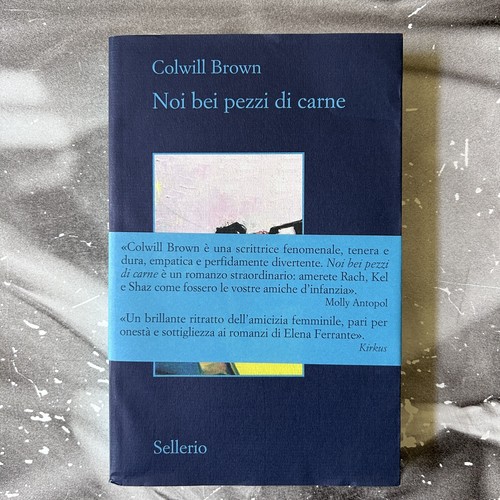 Colwill Brown
Noi bei pezzi di carne
«Colwill Brown è una scrittrice fenomenale, tenera e
dura, empatica e perfidamente divertente. Noi bei pezzi
di carne è un romanzo straordinario: amerete Rach, Kel
e Shaz come fossero le vostre amiche d'infanzia».
Molly Antopol
«Un brillante ritratto dell'amicizia femminile, pari per
onestà e sottigliezza ai romanzi di Elena Ferrante».
Kirkus
Sellerio